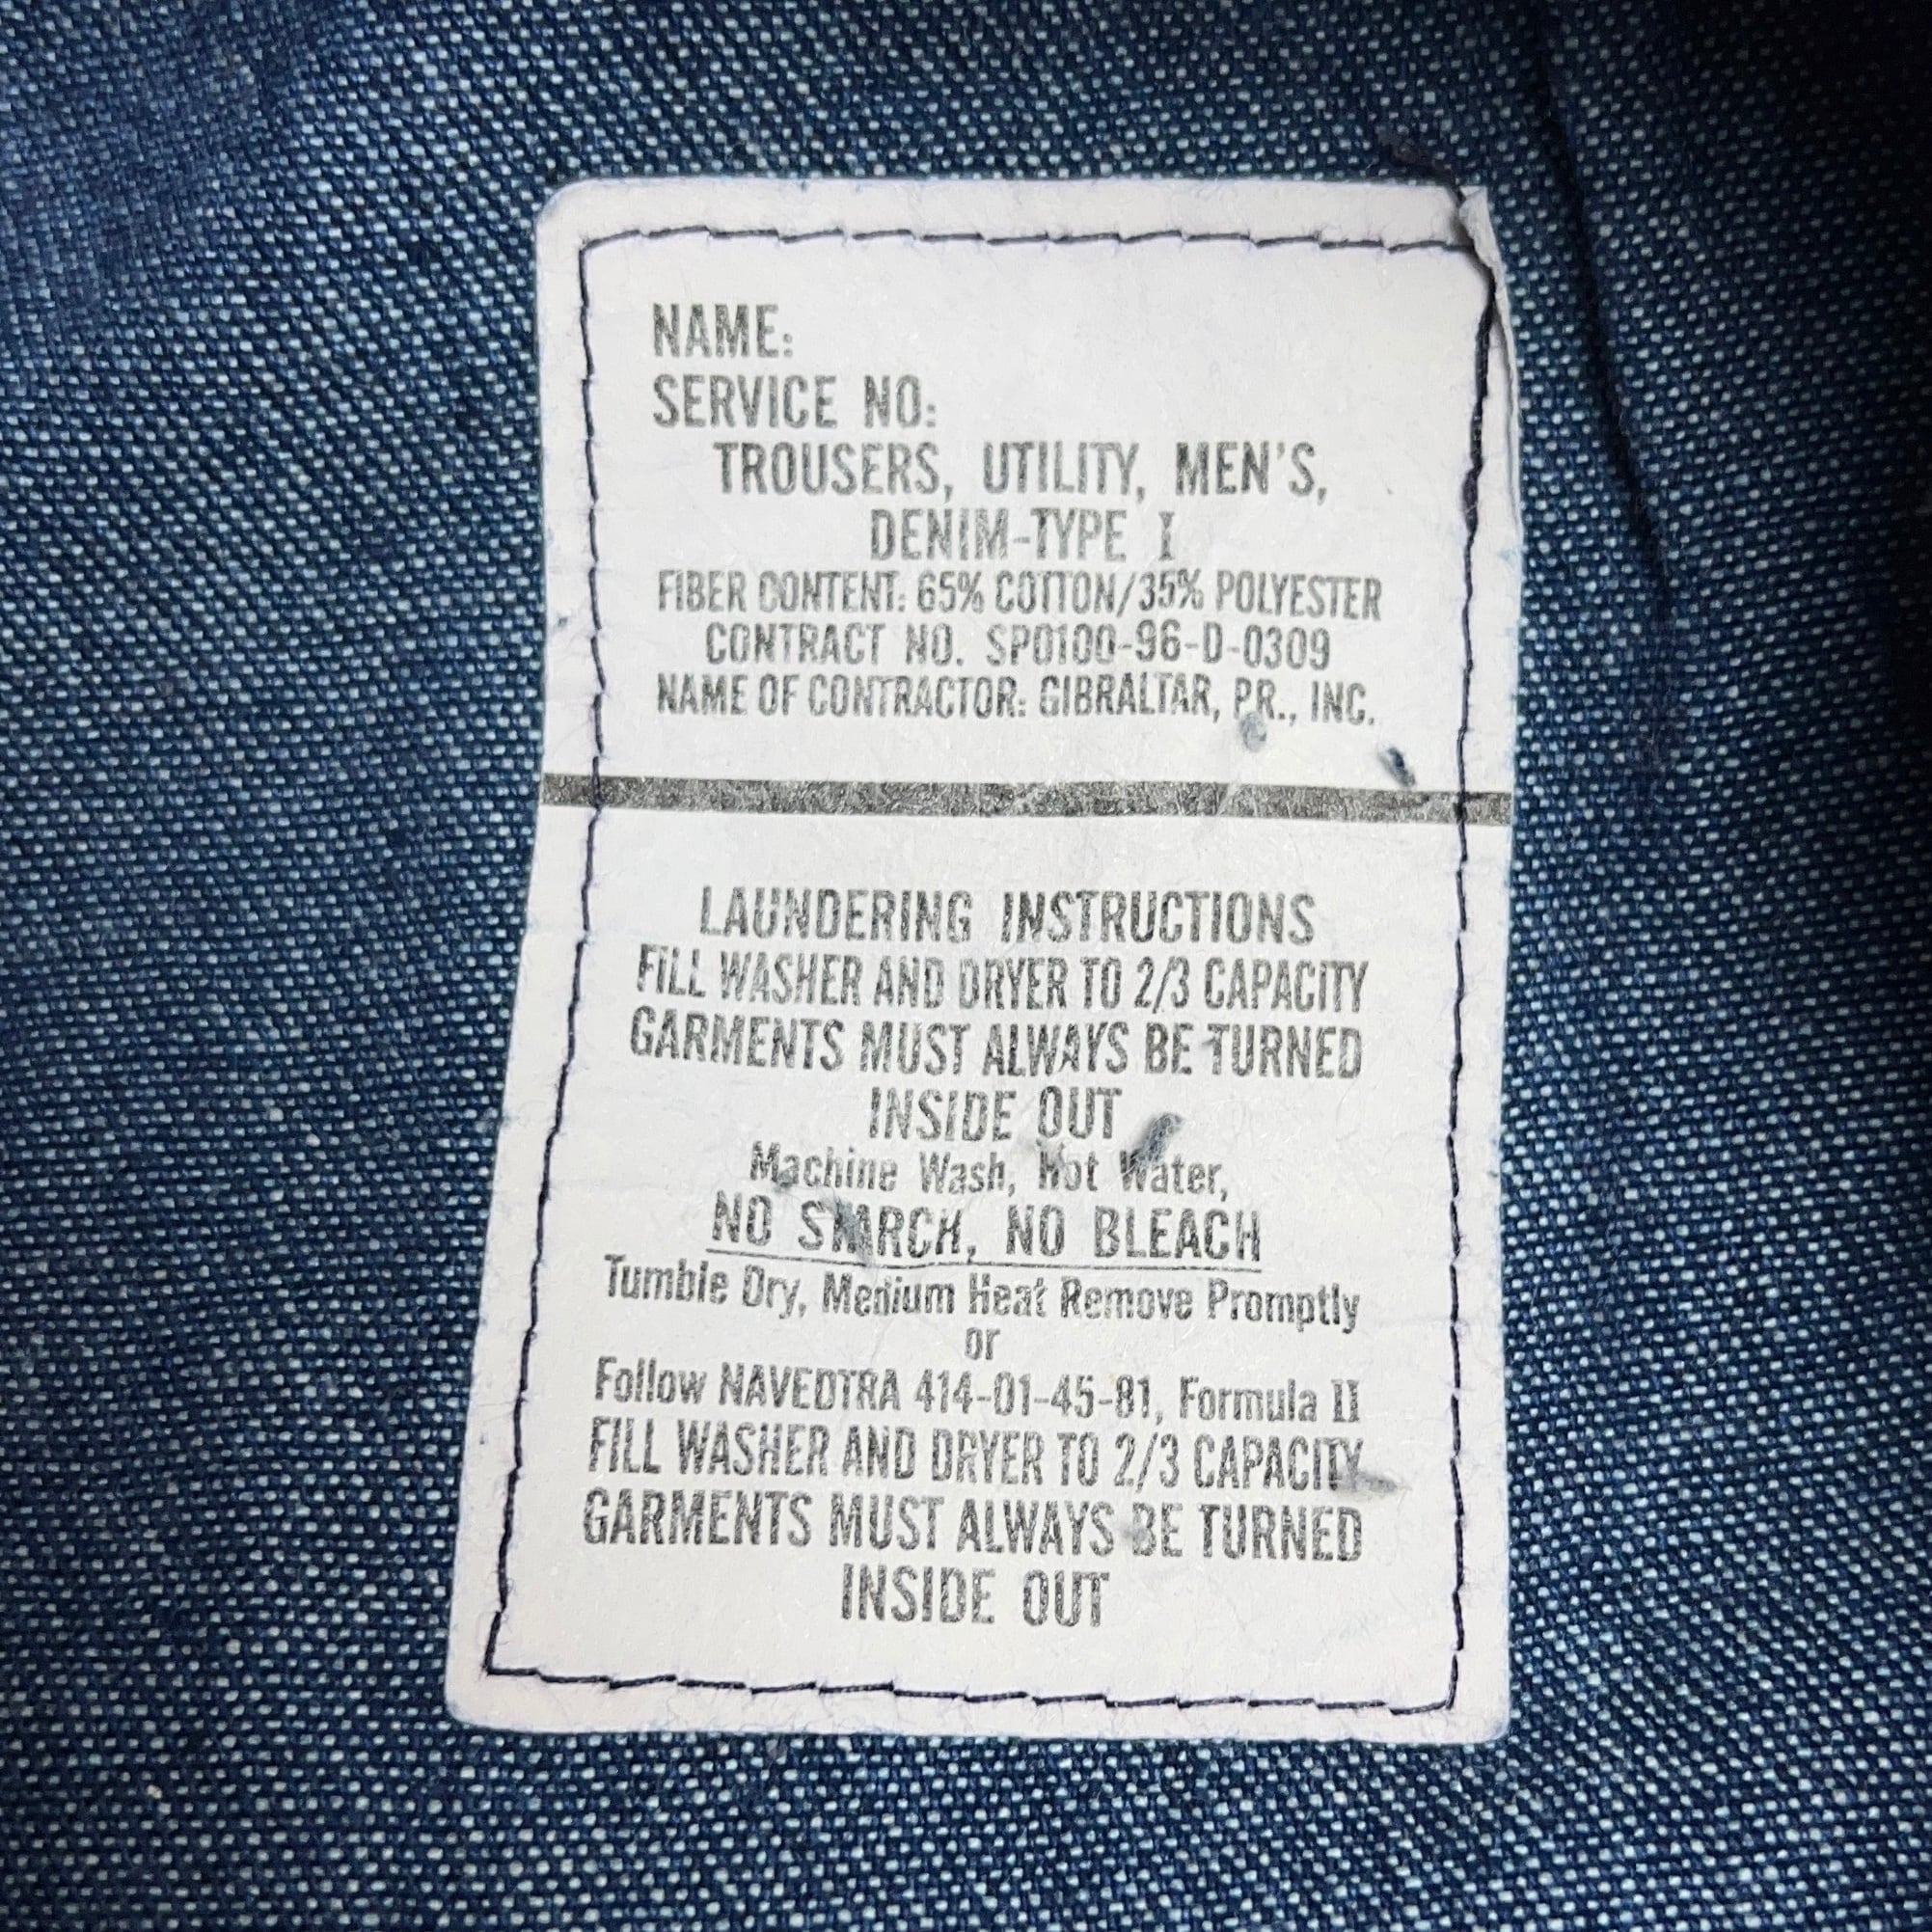 NAME:
SERVICE NO:
TROUSERS, UTILITY, MEN'S,
DENIM-TYPE I
FIBER CONTENT: 65% COTTON/35% POLYESTER
CONTRACT NO. SP0100-96-D-0309
NAME OF CONTRACTOR: GIBRALTAR, P.R., INC.
LAUNDERING INSTRUCTIONS
FILL WASHER AND DRYER TO 2/3 CAPACITY
GARMENTS MUST ALWAYS BE TURNED
INSIDE OUT
Machine Wash, Hot Water,
NO STARCH, NO BLEACH
Tumble Dry, Medium Heat Remove Promptly
or
Follow NAVEDTRA 414-01-45-81, Formula II
FILL WASHER AND DRYER TO 2/3 CAPACITY
GARMENTS MUST ALWAYS BE TURNED
INSIDE OUT